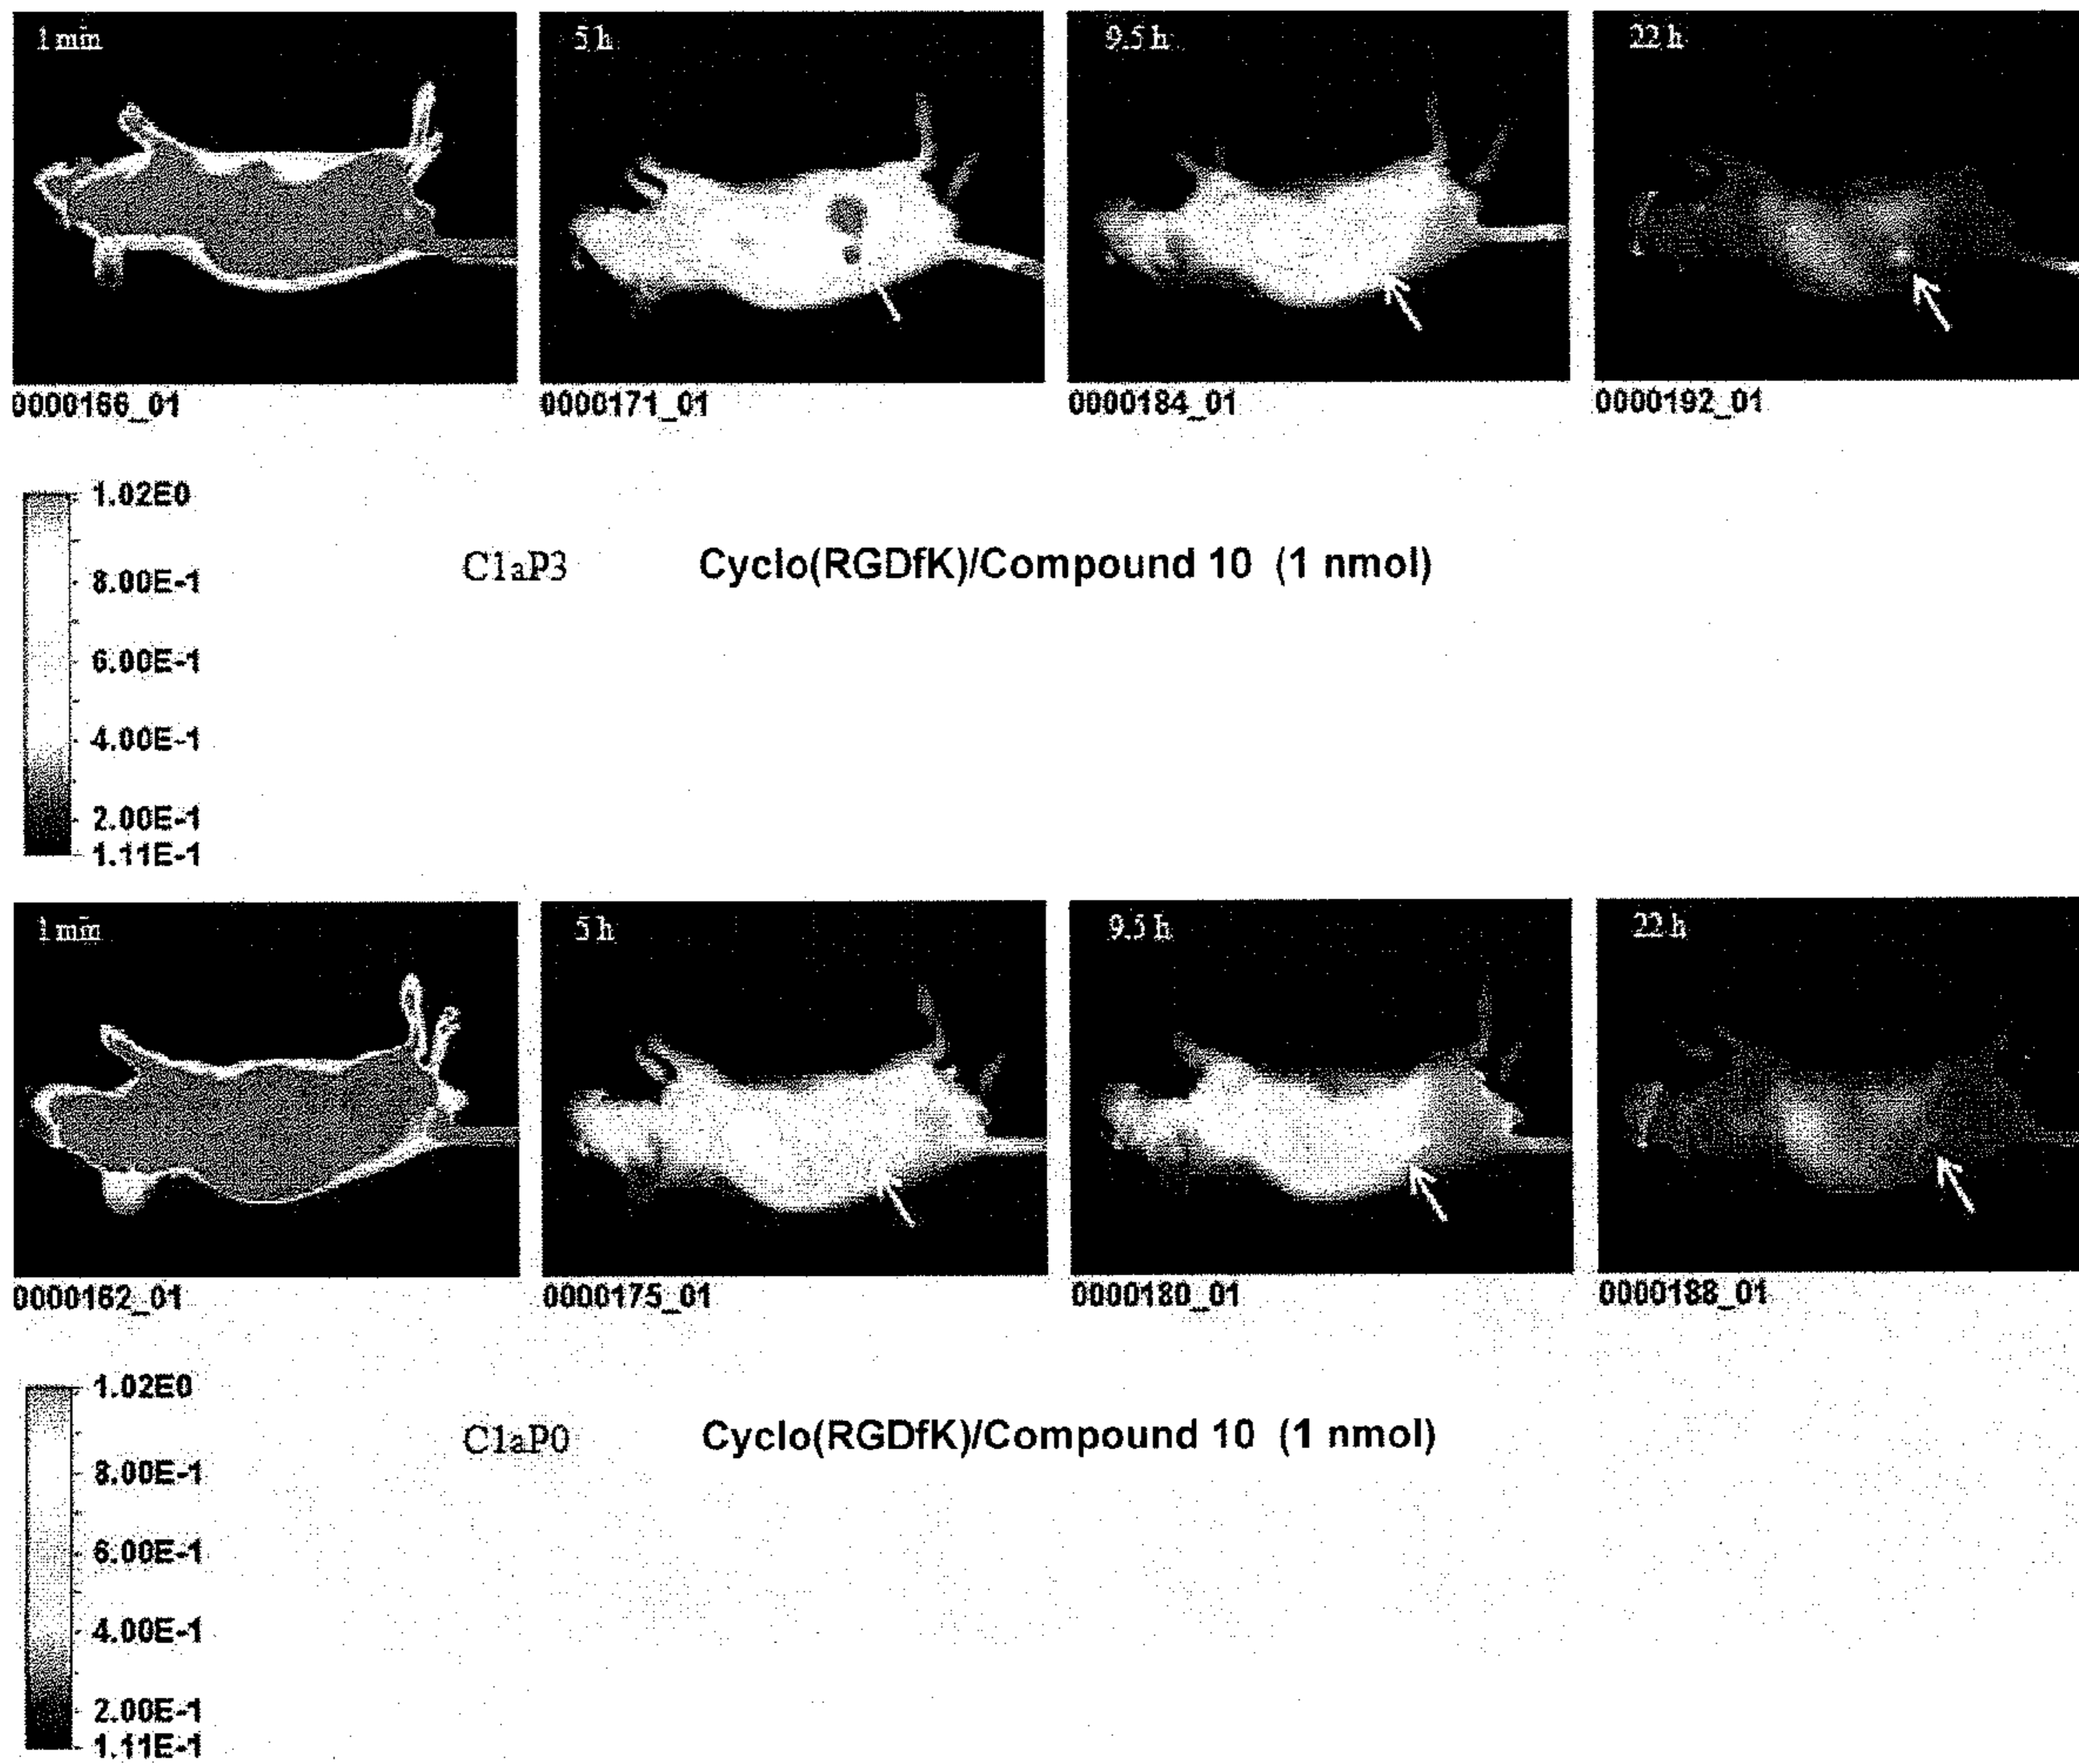 1 min
5 h
9.5 h
22 h
0000166_01
0000171_01
0000184_01
0000192_01
1.02E0
8.00E-1
6.00E-1
4.00E-1
2.00E-1
1.11E-1
C1aP3 Cyclo(RGDfK)/Compound 10 (1 nmol)
1 min
5 h
9.5 h
22 h
0000162_01
0000175_01
0000180_01
0000188_01
1.02E0
8.00E-1
6.00E-1
4.00E-1
2.00E-1
1.11E-1
C1aP0 Cyclo(RGDfK)/Compound 10 (1 nmol)